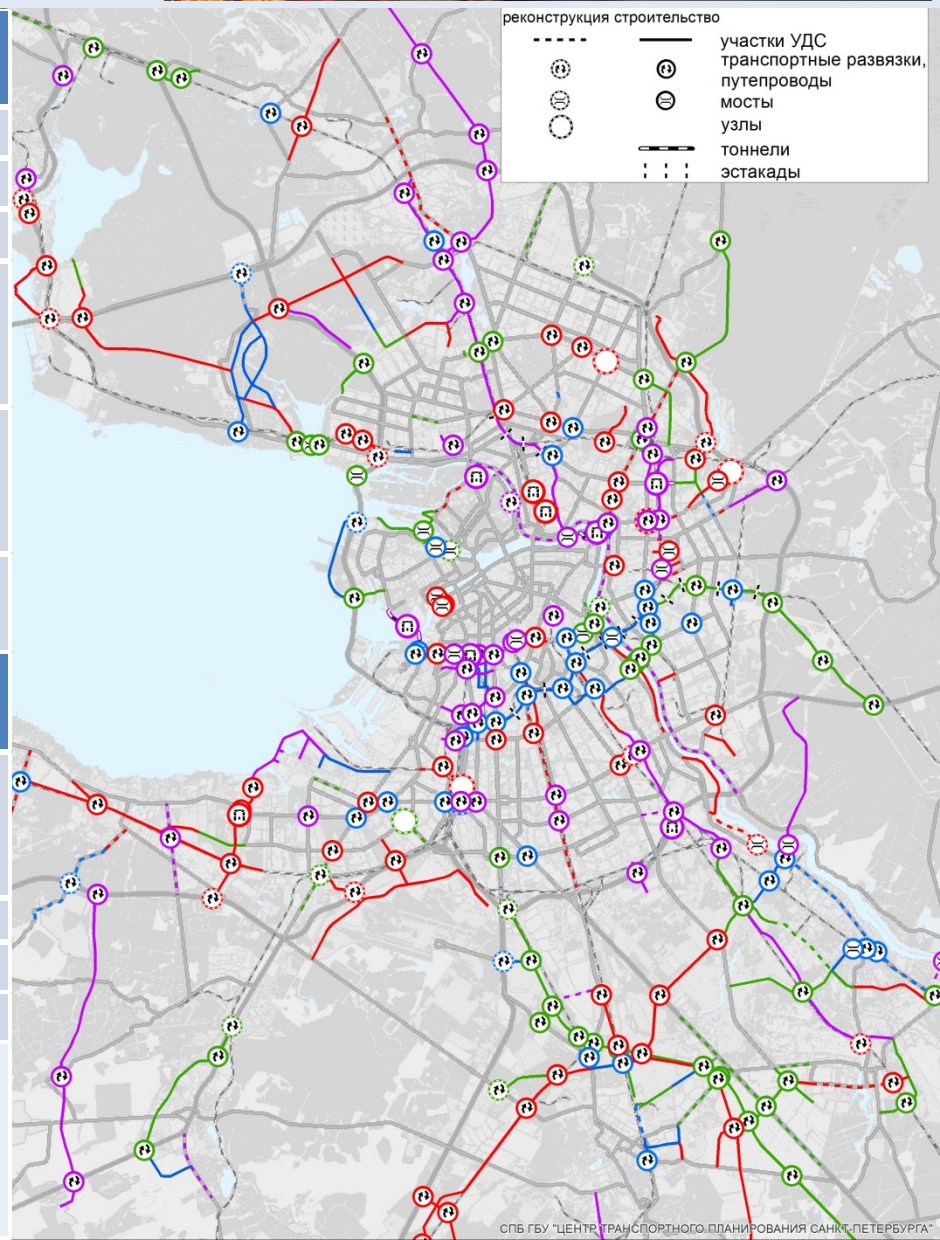 реконструкция строительство
участки УДС
транспортные развязки,
путепроводы
мосты
узлы
тоннели
эстакады
СПБ ГБУ "ЦЕНТР ТРАНСПОРТНОГО ПЛАНИРОВАНИЯ САНКТ-ПЕТЕРБУРГА"